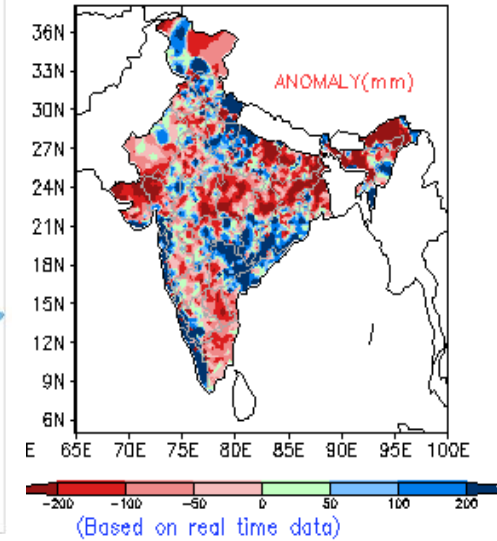 36N
33N
ANOMALY(mm)
30N
27N
24N
21N
18N
15N
12N
9N
6N
E 65E 70E 75E 80E 85E 90E 95E 100E
-200 -100 -50 0 50 100 200
(Based on real time data)